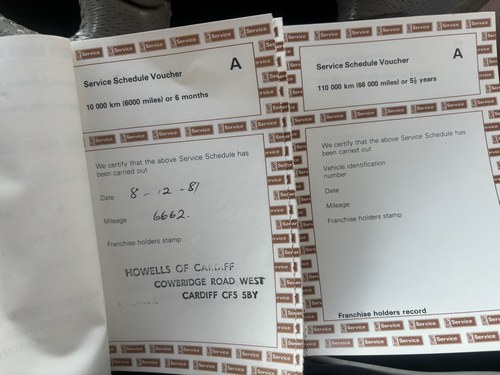 Service Schedule Voucher
A
10 000 km (6000 miles) or 6 months
We certify that the above Service Schedule has
been carried out
Date 8-12-81
Mileage 6662.
Franchise holders stamp
HOWELLS OF CARDIFF
COWBRIDGE ROAD WEST
CARDIFF CF5 5BY
Service Schedule Voucher
A
110 000 km (66 000 miles) or 5½ years
We certify that the above Service Schedule has
been carried out
Vehicle identification
number
Date
Mileage
Franchise holders stamp
Franchise holders record
Service